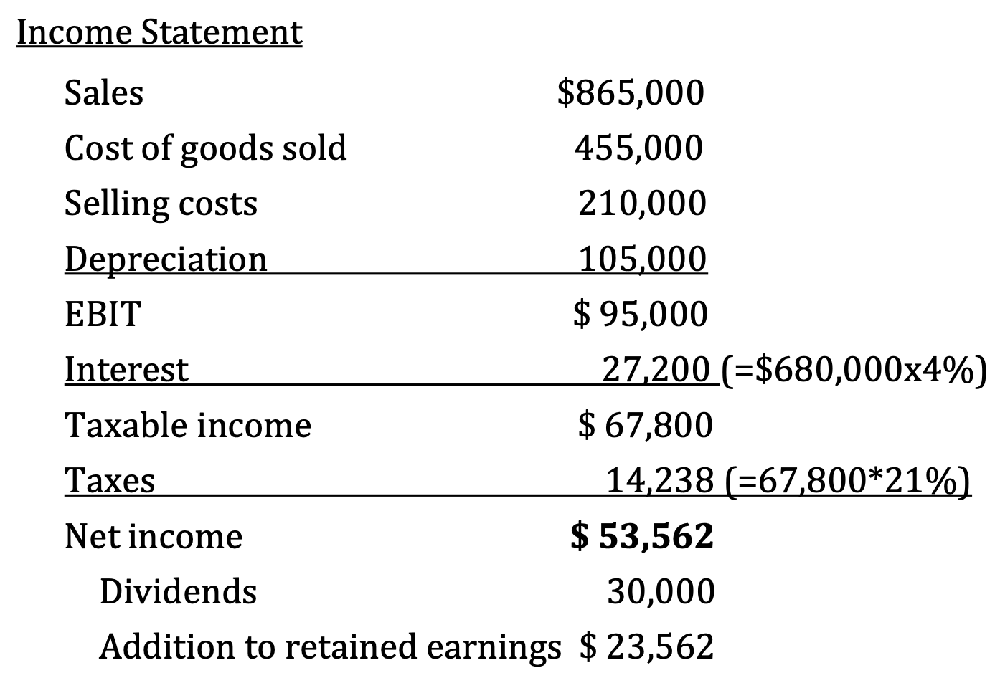 Income Statement
Sales $865,000
Cost of goods sold 455,000
Selling costs 210,000
Depreciation 105,000
EBIT $ 95,000
Interest 27,200 (=$680,000x4%)
Taxable income $ 67,800
Taxes 14,238 (=67,800*21%)
Net income $ 53,562
Dividends 30,000
Addition to retained earnings $ 23,562